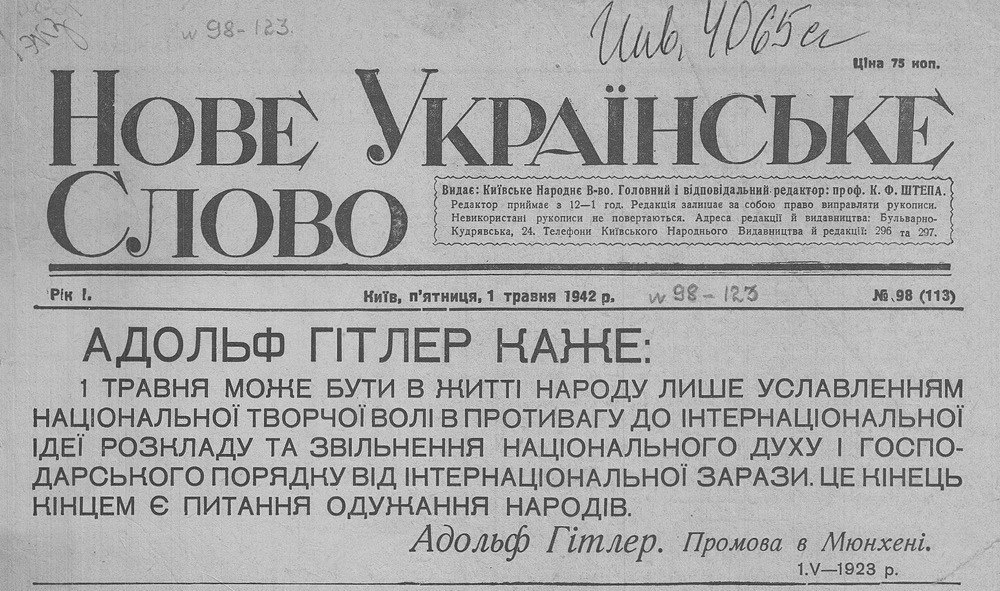 и 98-123
Инв. 4065
Ціна 75 коп.
НОВЕ УКРАЇНСЬКЕ
СЛОВО
Видає: Київське Народнє В-во. Головний і відповідальний редактор: проф. К. Ф. ШТЕПА.
Редактор приймає з 12—1 год. Редакція залишає за собою право виправляти рукописи.
Невикористані рукописи не повертаються. Адреса редакції й видавництва: Бульварно-
Кудрявська, 24. Телефони Київського Народнього Видавництва й редакції: 296 та 297.
Рік І.
Київ, п'ятниця, 1 травня 1942 р.
и 98-123
№ 98 (113)
АДОЛЬФ ГІТЛЕР КАЖЕ:
1 ТРАВНЯ МОЖЕ БУТИ В ЖИТТІ НАРОДУ ЛИШЕ УСЛАВЛЕННЯМ
НАЦІОНАЛЬНОЇ ТВОРЧОЇ ВОЛІ В ПРОТИВАГУ ДО ІНТЕРНАЦІОНАЛЬНОЇ
ІДЕЇ РОЗКЛАДУ ТА ЗВІЛЬНЕННЯ НАЦІОНАЛЬНОГО ДУХУ І ГОСПО-
ДАРСЬКОГО ПОРЯДКУ ВІД ІНТЕРНАЦІОНАЛЬНОЇ ЗАРАЗИ. ЦЕ КІНЕЦЬ
КІНЦЕМ Є ПИТАННЯ ОДУЖАННЯ НАРОДІВ.
Адольф Гітлер. Промова в Мюнхені.
1.V—1923 р.